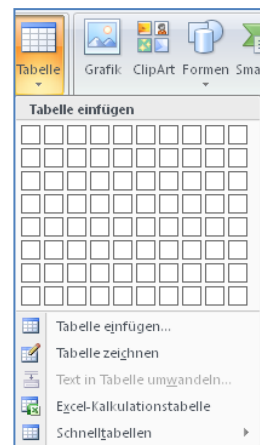 Tabelle Grafik ClipArt Formen Sma
Tabelle einfügen
Tabelle einfügen...
Tabelle zeichnen
Text in Tabelle umwandeln...
Excel-Kalkulationstabelle
Schnelltabellen